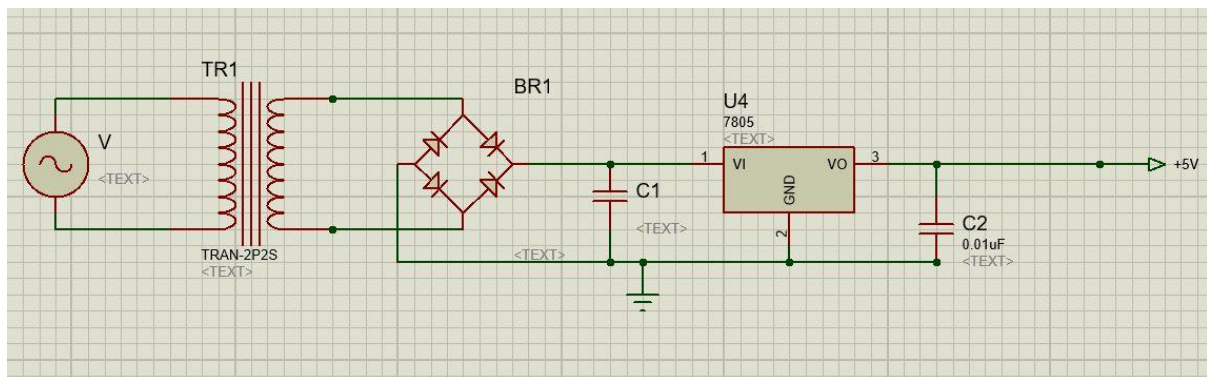 TR1
BR1
V
<TEXT>
U4
7805
<TEXT>
1
VI
VO
3
GND
2
+5V
C1
<TEXT>
C2
0.01uF
<TEXT>
TRAN-2P2S
<TEXT>
<TEXT>